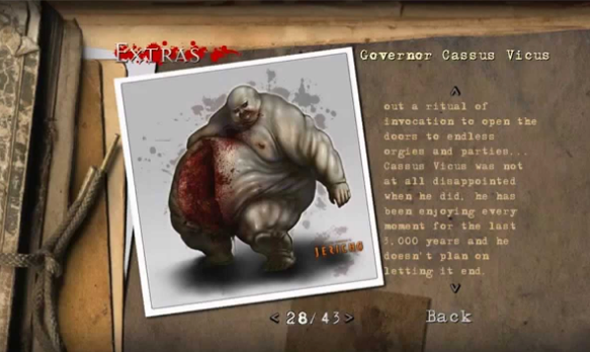 Extras
Governor Cassus Vicus
out a ritual of
invocation to open the
doors to endless
orgies and parties...
Cassus Vicus was not
at all disappointed
when he did, he has
been enjoying every
moment for the last
3,000 years and he
doesn't plan on
letting it end.
JERICHO
< 28/43 >
Back